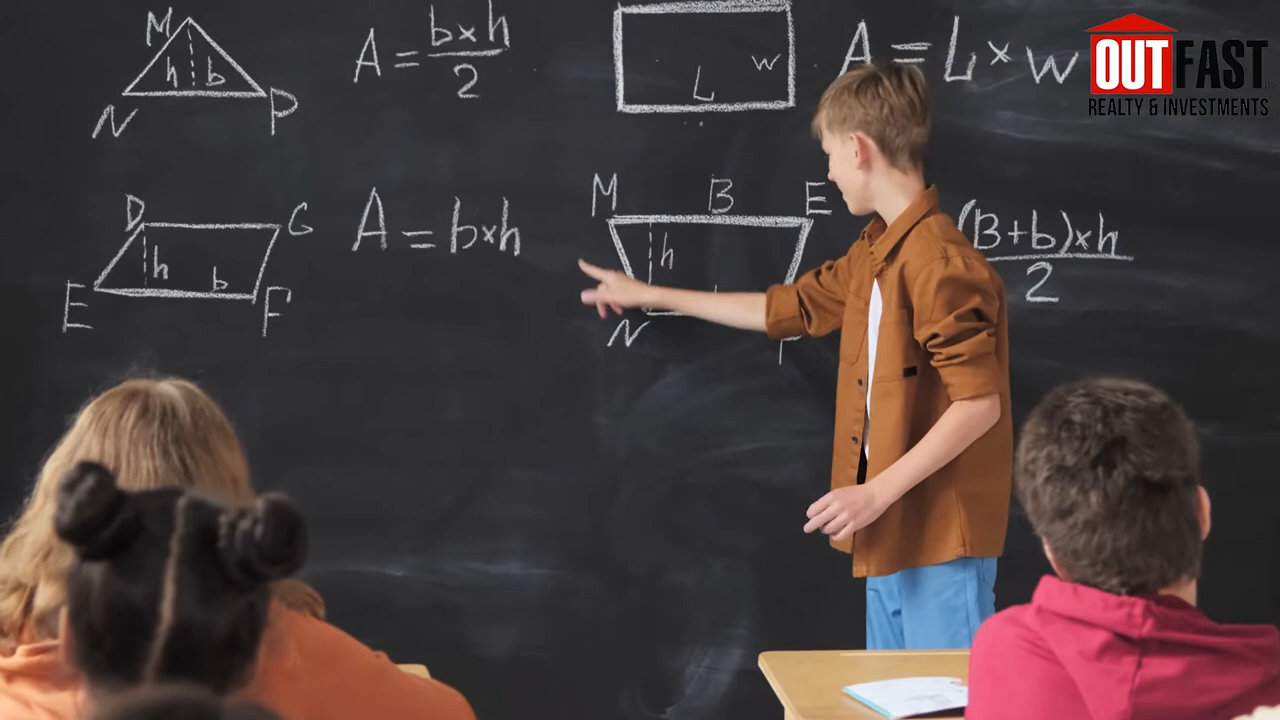 M
h b
N P
A = b×h
2
W
L
A = L × W
OUTFAST
REALTY & INVESTMENTS
D G
h b
E F
A = b×h
M B E
h
N
(B+b)×h
2